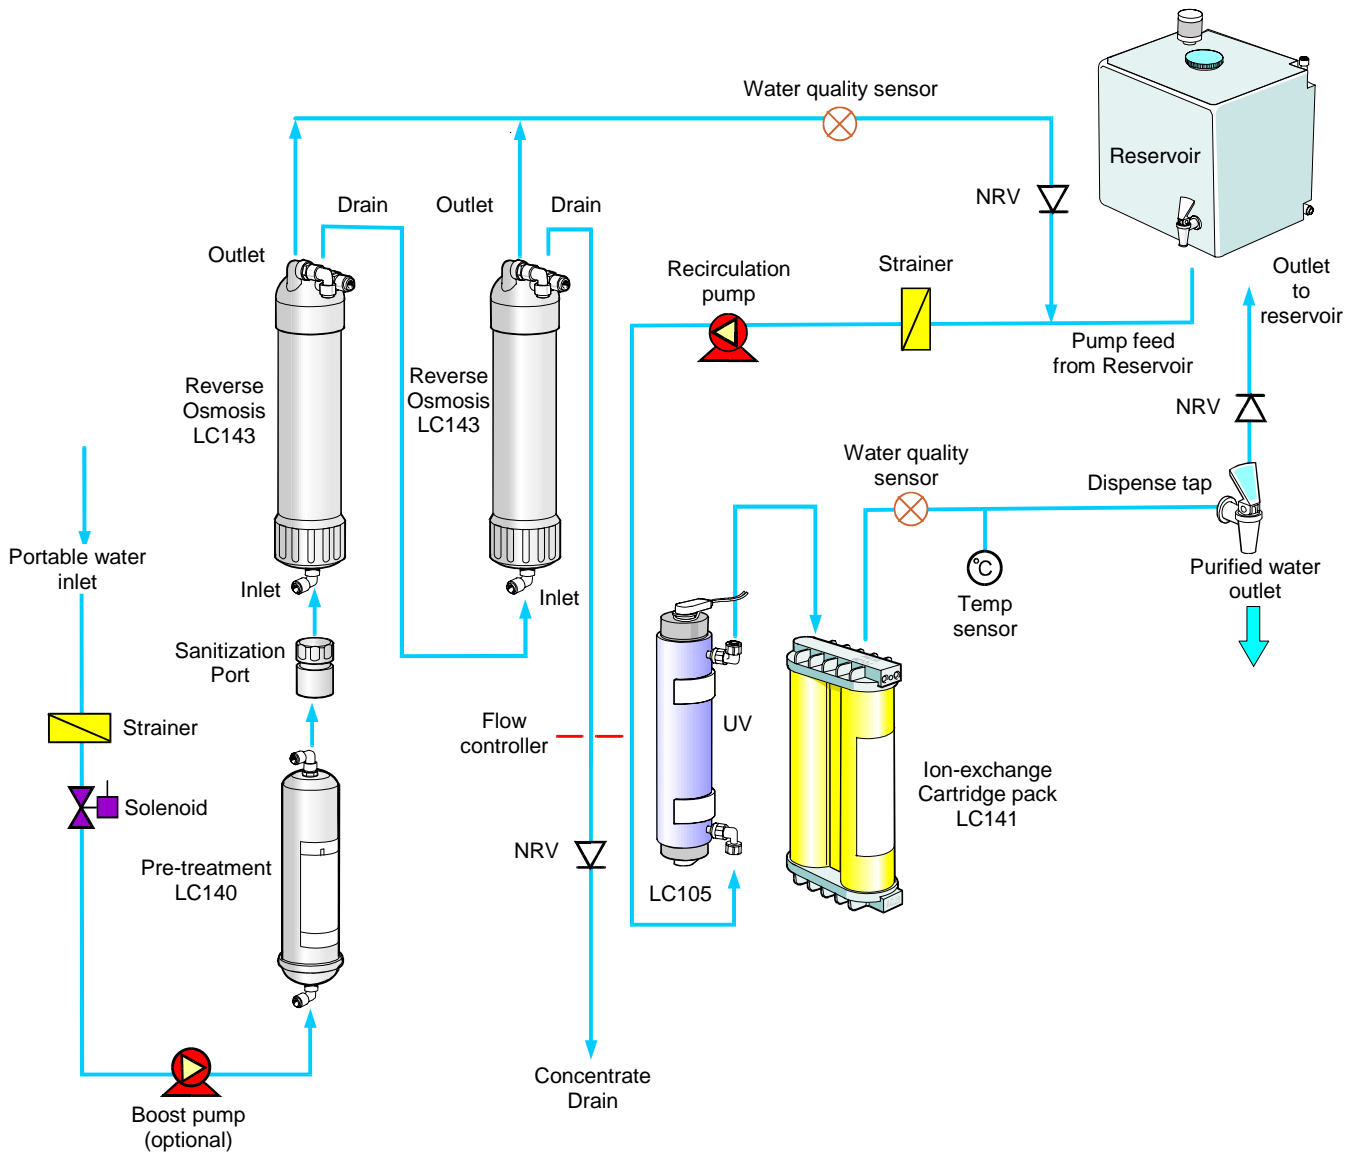 Water quality sensor
Reservoir
NRV
Drain
Outlet
Drain
Outlet
Recirculation
pump
Strainer
Outlet
to
reservoir
Pump feed
from Reservoir
Reverse
Osmosis
LC143
Reverse
Osmosis
LC143
NRV
Water quality
sensor
Dispense tap
Portable water
inlet
Inlet
Inlet
°C
Temp
sensor
Purified water
outlet
Sanitization
Port
Strainer
Flow
controller
UV
Solenoid
Ion-exchange
Cartridge pack
LC141
Pre-treatment
LC140
NRV
LC105
Concentrate
Drain
Boost pump
(optional)